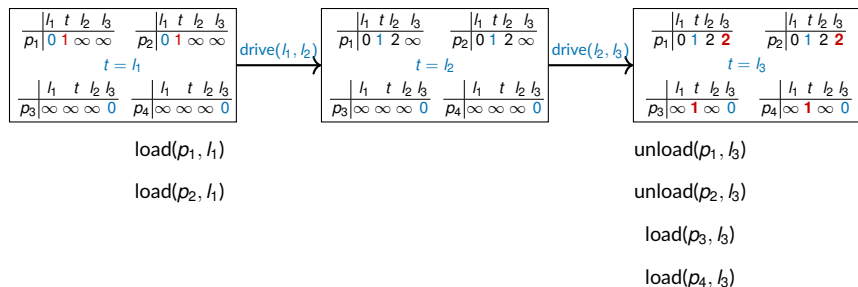 l₁ t l₂ l₃ l₁ t l₂ l₃
p₁ 0 1 ∞ ∞ p₂ 0 1 ∞ ∞
t = l₁
l₁ t l₂ l₃ l₁ t l₂ l₃
p₃ ∞ ∞ ∞ 0 p₄ ∞ ∞ ∞ 0
drive(l₁, l₂)
l₁ t l₂ l₃ l₁ t l₂ l₃
p₁ 0 1 2 ∞ p₂ 0 1 2 ∞
t = l₂
l₁ t l₂ l₃ l₁ t l₂ l₃
p₃ ∞ ∞ ∞ 0 p₄ ∞ ∞ ∞ 0
drive(l₂, l₃)
l₁ t l₂ l₃ l₁ t l₂ l₃
p₁ 0 1 2 2 p₂ 0 1 2 2
t = l₃
l₁ t l₂ l₃ l₁ t l₂ l₃
p₃ ∞ 1 ∞ 0 p₄ ∞ 1 ∞ 0
load(p₁, l₁)
load(p₂, l₁)
unload(p₁, l₃)
unload(p₂, l₃)
load(p₃, l₃)
load(p₄, l₃)